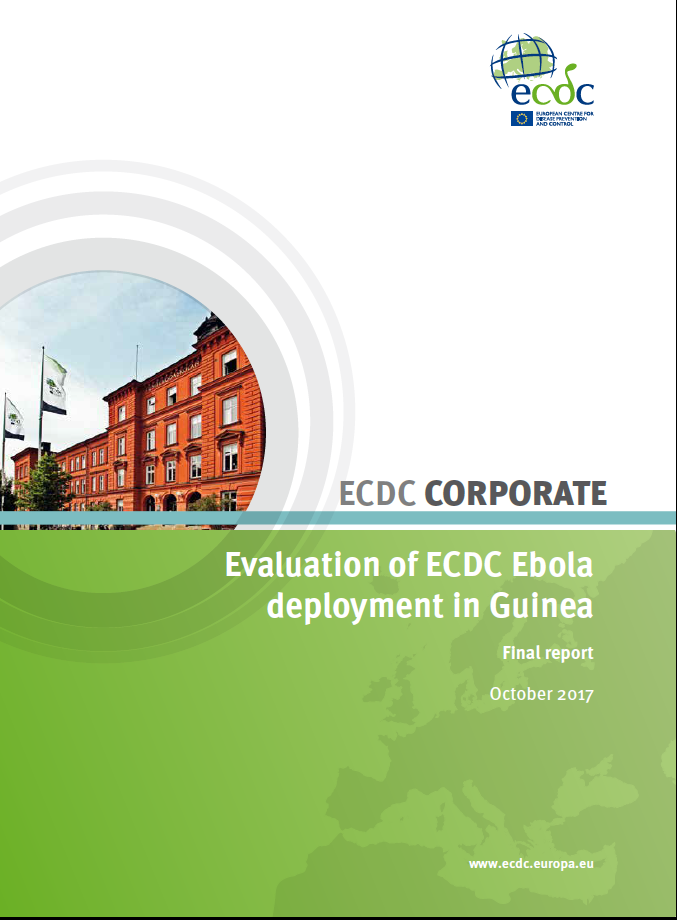 ecdc
EUROPEAN CENTRE FOR
DISEASE PREVENTION
AND CONTROL
ECDC CORPORATE
Evaluation of ECDC Ebola
deployment in Guinea
Final report
October 2017
www.ecdc.europa.eu